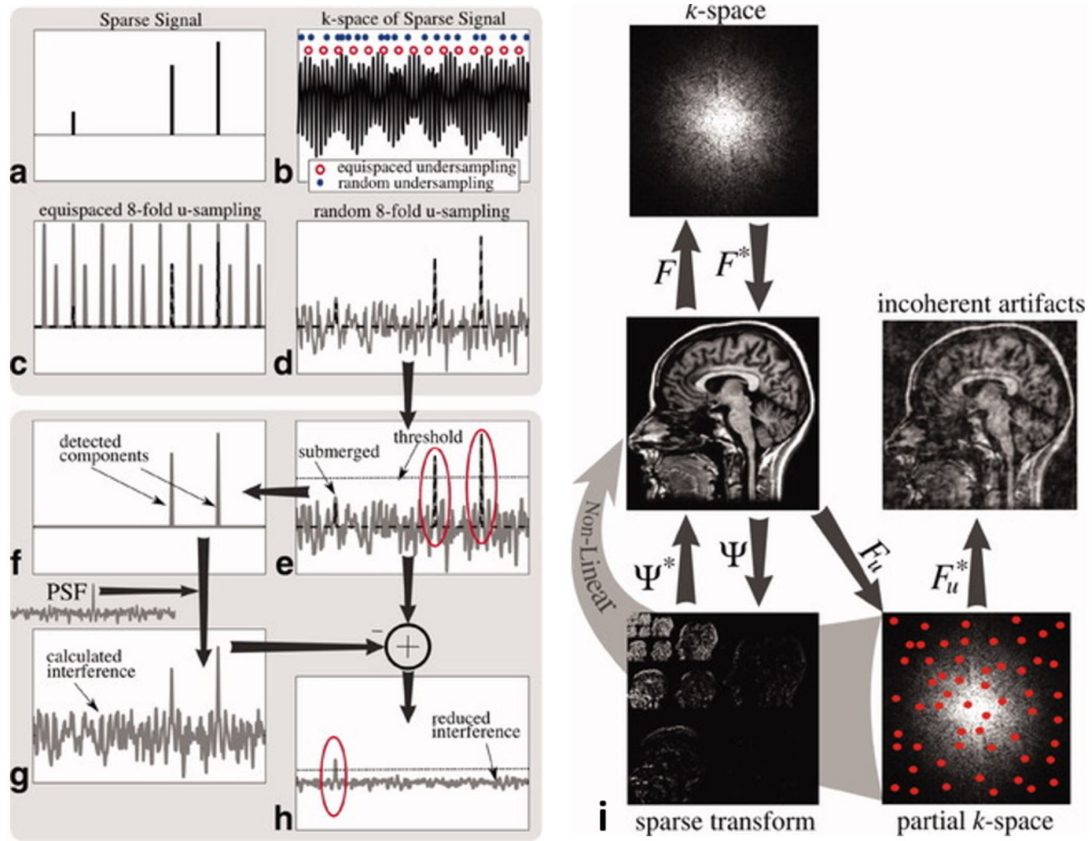 Sparse Signal
a
k-space of Sparse Signal
equispaced undersampling
random undersampling
b
equispaced 8-fold u-sampling
c
random 8-fold u-sampling
d
detected
components
f
submerged
threshold
e
PSF
calculated
interference
g
−
+
reduced
interference
h
k-space
F
F*
incoherent artifacts
Non-Linear
Ψ*
Ψ
Fu
Fu*
i
sparse transform
partial k-space